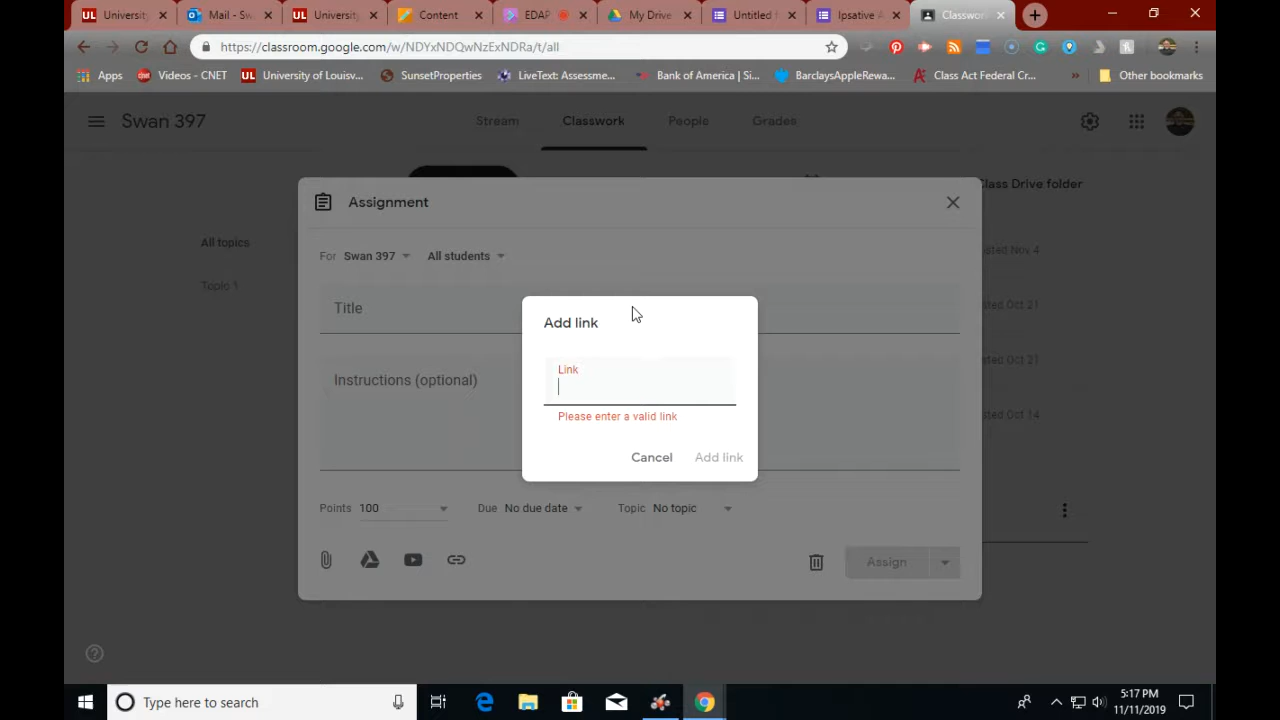 University
Mail - Sw
University
Content
EDAP
My Drive
Untitled f
Ipsative A
Classwork
https://classroom.google.com/w/NDYxNDQwNzExNDRa/t/all
Apps
Videos - CNET
University of Louisv...
SunsetProperties
LiveText: Assessme...
Bank of America | Si...
BarclaysAppleRewa...
Class Act Federal Cr...
»
Other bookmarks
Swan 397
Stream
Classwork
People
Grades
Class Drive folder
Assignment
All topics
For Swan 397 All students
osted Nov 4
Topic 1
Title
osted Oct 21
Add link
osted Oct 21
Link
Instructions (optional)
Please enter a valid link
osted Oct 14
Cancel
Add link
Points 100
Due No due date
Topic No topic
Assign
Type here to search
5:17 PM
11/11/2019